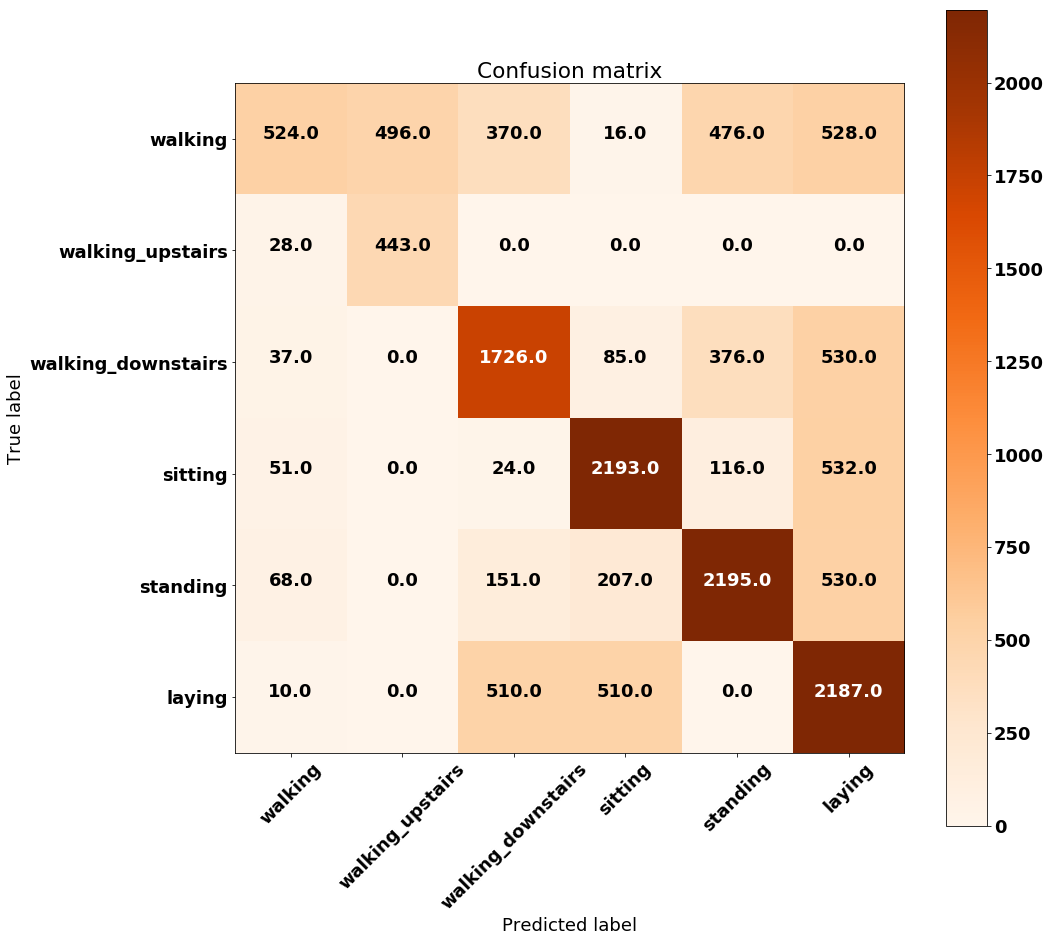 Confusion matrix
walking 524.0 496.0 370.0 16.0 476.0 528.0
walking_upstairs 28.0 443.0 0.0 0.0 0.0 0.0
walking_downstairs 37.0 0.0 1726.0 85.0 376.0 530.0
sitting 51.0 0.0 24.0 2193.0 116.0 532.0
standing 68.0 0.0 151.0 207.0 2195.0 530.0
laying 10.0 0.0 510.0 510.0 0.0 2187.0
True label
walking walking_upstairs walking_downstairs sitting standing laying
Predicted label
2000
1750
1500
1250
1000
750
500
250
0